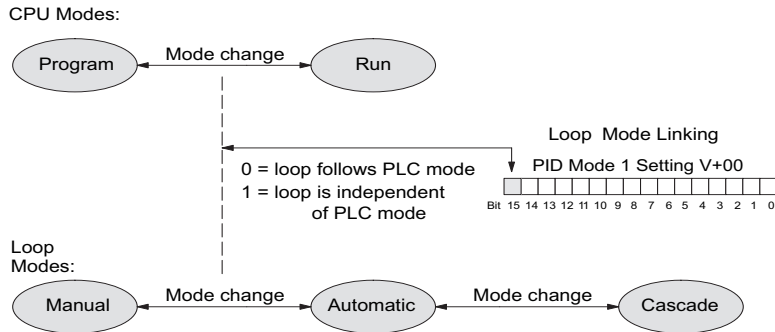 CPU Modes:
Program
Mode change
Run
Loop Mode Linking
0 = loop follows PLC mode
1 = loop is independent
of PLC mode
PID Mode 1 Setting V+00
Bit 15 14 13 12 11 10 9 8 7 6 5 4 3 2 1 0
Loop
Modes:
Manual
Mode change
Automatic
Mode change
Cascade